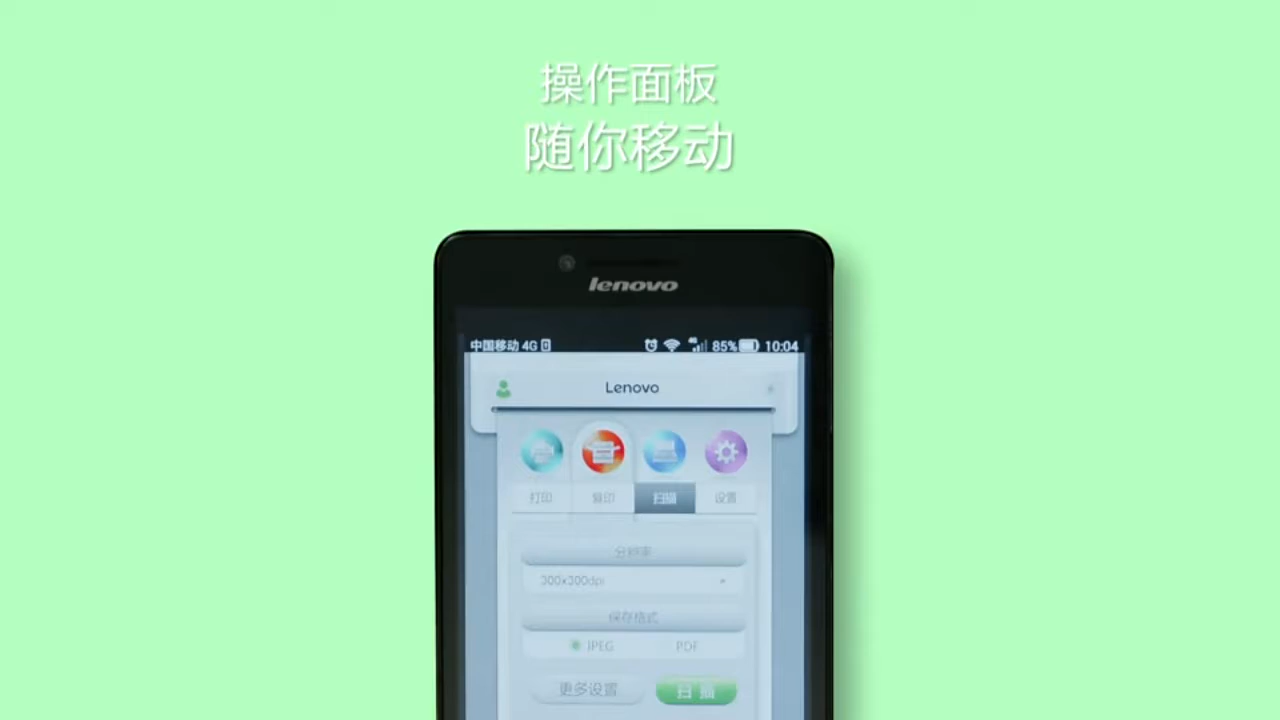 操作面板
随你移动
lenovo
中国移动 4G 85% 10:04
Lenovo
打印 复印 扫描 设置
分辨率
300x300dpi
保存格式
JPEG PDF
更多设置 扫 描